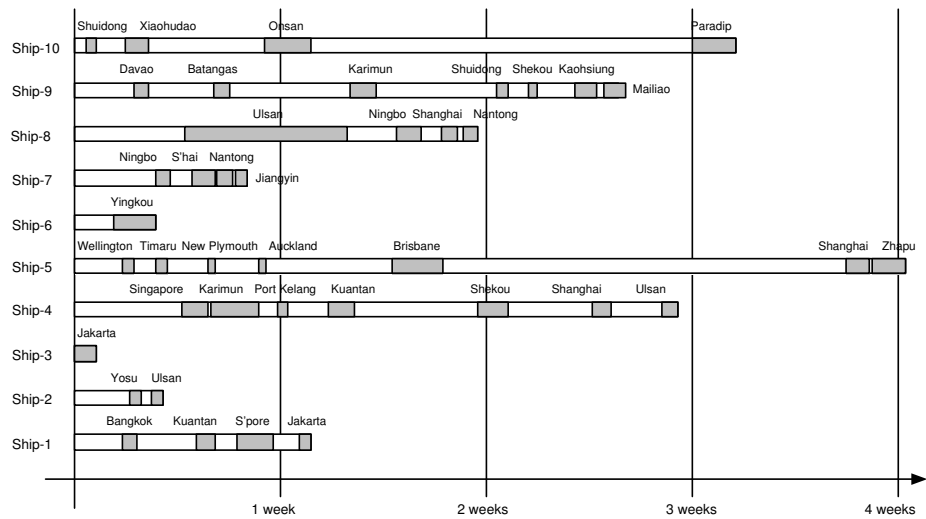 Shuidong Xiaohudao Onsan Paradip
Ship-10
Davao Batangas Karimun Shuidong Shekou Kaohsiung
Ship-9 Mailiao
Ulsan Ningbo Shanghai Nantong
Ship-8
Ningbo S'hai Nantong
Ship-7 Jiangyin
Yingkou
Ship-6
Wellington Timaru New Plymouth Auckland Brisbane Shanghai Zhapu
Ship-5
Singapore Karimun Port Kelang Kuantan Shekou Shanghai Ulsan
Ship-4
Jakarta
Ship-3
Yosu Ulsan
Ship-2
Bangkok Kuantan S'pore Jakarta
Ship-1
1 week 2 weeks 3 weeks 4 weeks